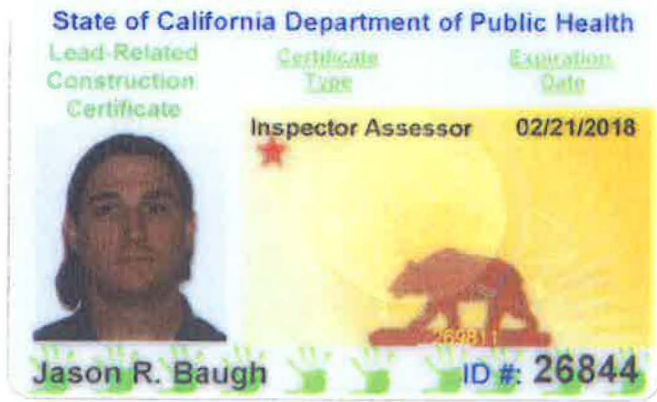 State of California Department of Public Health
Lead-Related
Construction
Certificate
Certificate
Type
Expiration
Date
Inspector Assessor 02/21/2018
269811
Jason R. Baugh ID #: 26844